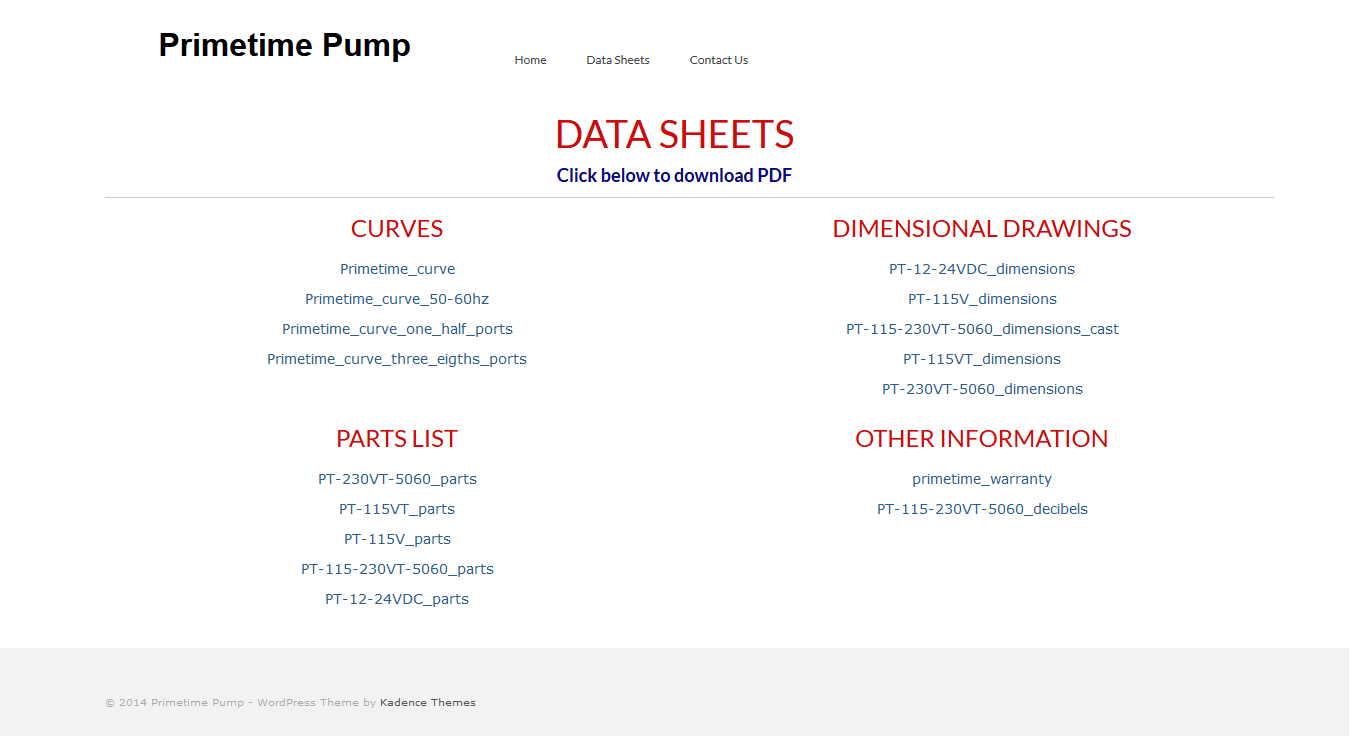 Primetime Pump
Home
Data Sheets
Contact Us
DATA SHEETS
Click below to download PDF
CURVES
Primetime_curve
Primetime_curve_50-60hz
Primetime_curve_one_half_ports
Primetime_curve_three_eigths_ports
DIMENSIONAL DRAWINGS
PT-12-24VDC_dimensions
PT-115V_dimensions
PT-115-230VT-5060_dimensions_cast
PT-115VT_dimensions
PT-230VT-5060_dimensions
PARTS LIST
PT-230VT-5060_parts
PT-115VT_parts
PT-115V_parts
PT-115-230VT-5060_parts
PT-12-24VDC_parts
OTHER INFORMATION
primetime_warranty
PT-115-230VT-5060_decibels
© 2014 Primetime Pump - WordPress Theme by Kadence Themes